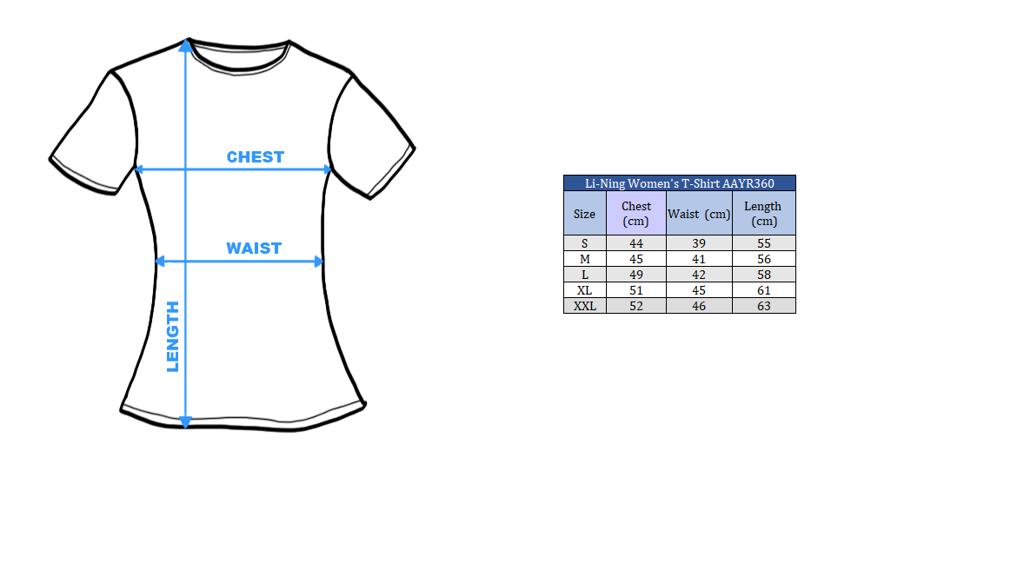 CHEST
WAIST
LENGTH
Li-Ning Women's T-Shirt AAYR360
Size Chest (cm) Waist (cm) Length (cm)
S 44 39 55
M 45 41 56
L 49 42 58
XL 51 45 61
XXL 52 46 63